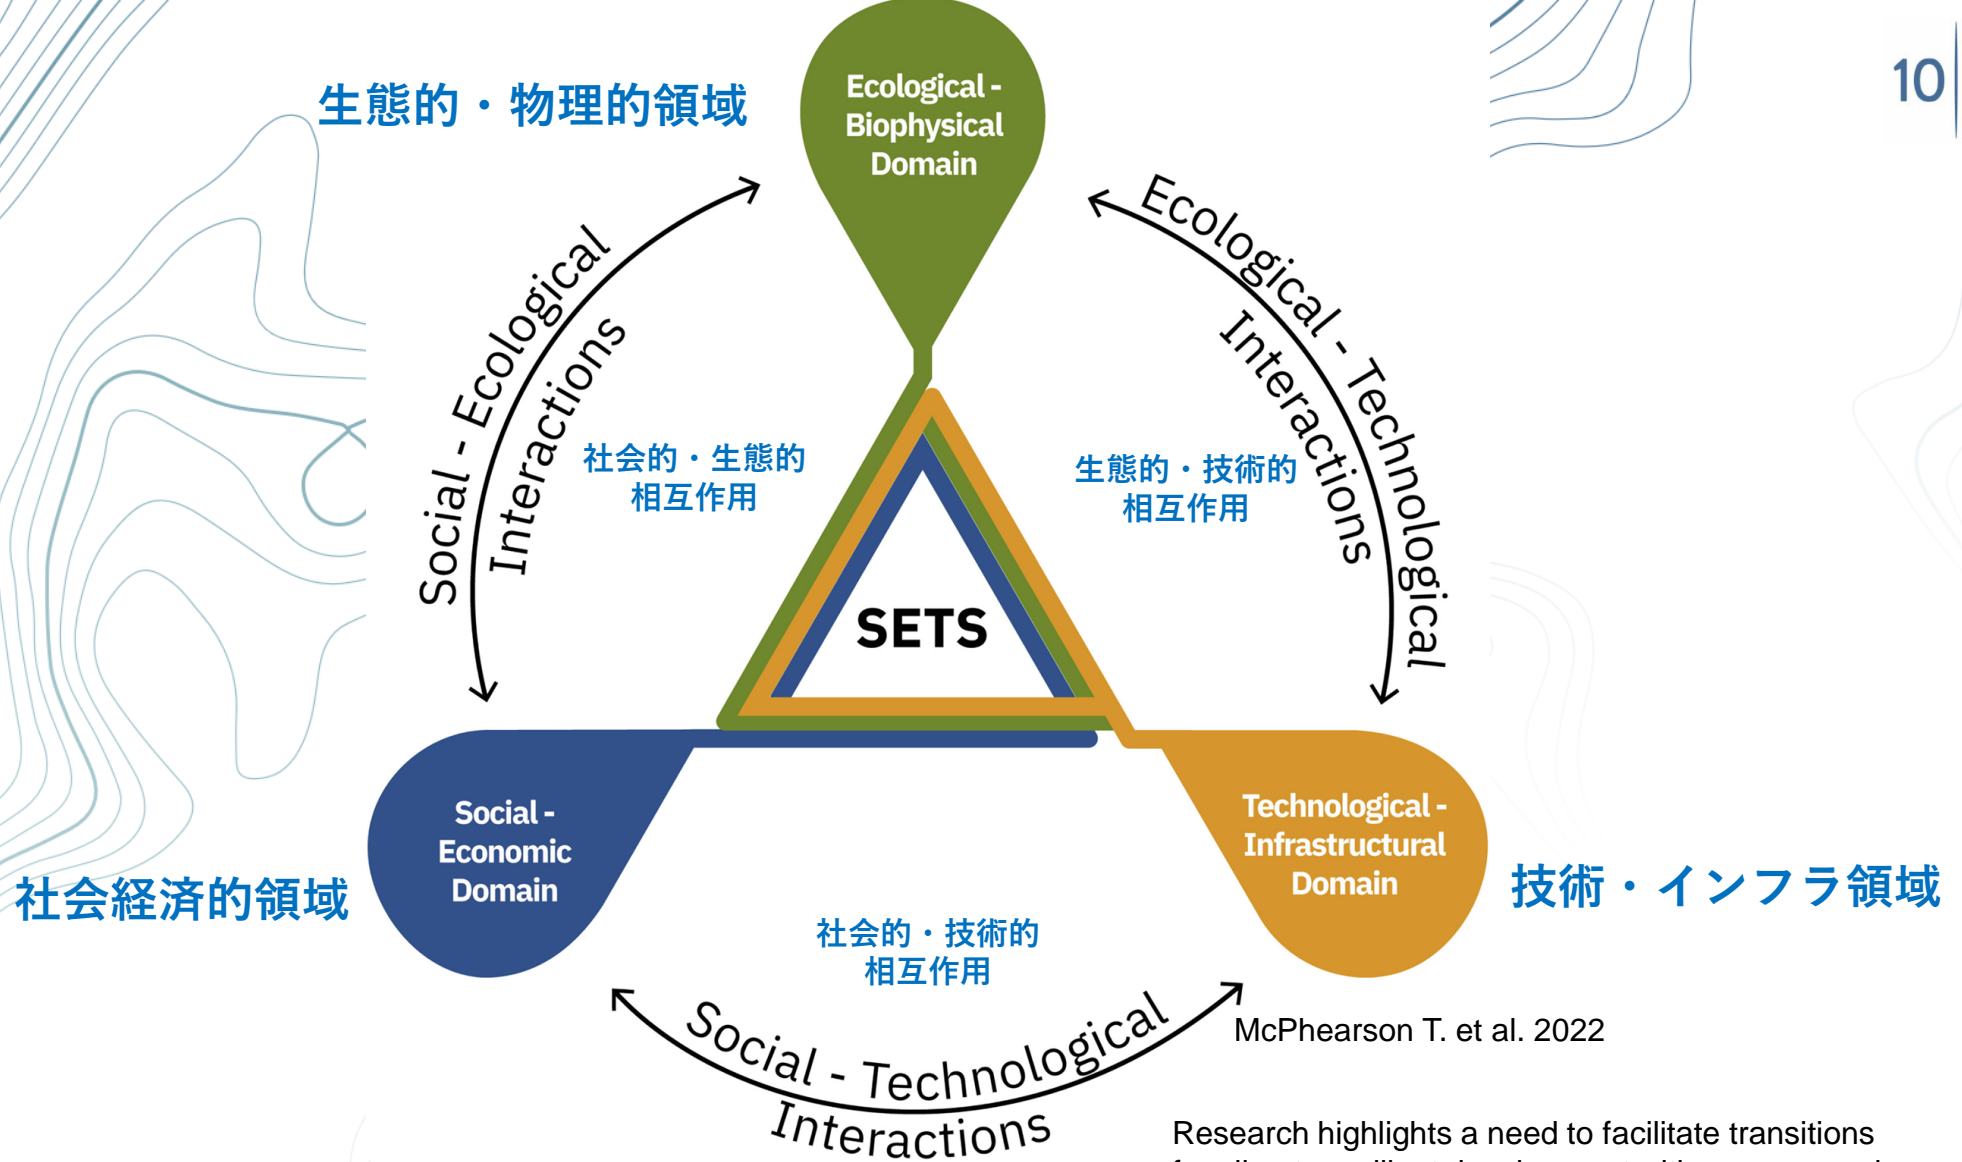 10
生態的・物理的領域
Ecological -
Biophysical
Domain
Social - Ecological
Interactions
Ecological - Technological
Interactions
社会的・生態的
相互作用
生態的・技術的
相互作用
SETS
Social -
Economic
Domain
Technological -
Infrastructural
Domain
社会経済的領域
技術・インフラ領域
社会的・技術的
相互作用
Social - Technological
Interactions
McPhearson T. et al. 2022
Research highlights a need to facilitate transitions